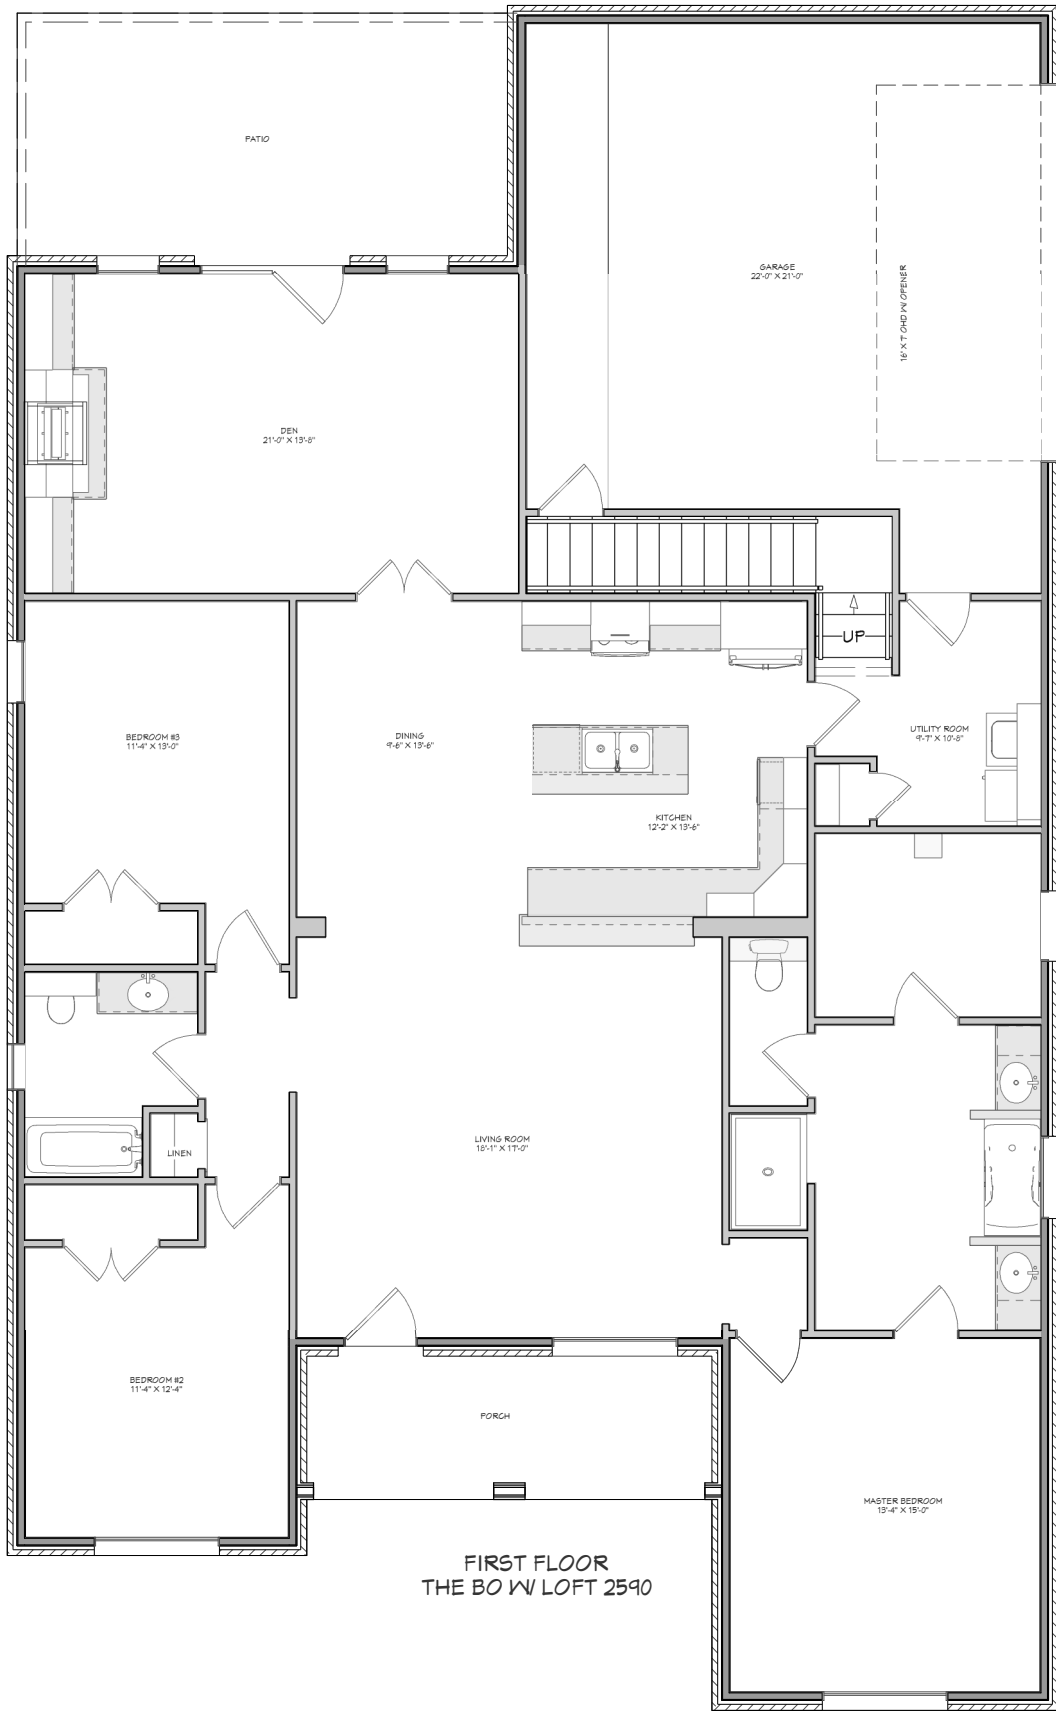 PATIO
GARAGE
22'-0" X 21'-0"
16' X 7' OHD W/ OPENER
DEN
21'-0" X 13'-8"
UP
BEDROOM #3
11'-4" X 13'-0"
DINING
9'-6" X 13'-6"
UTILITY ROOM
9'-7" X 10'-8"
KITCHEN
12'-2" X 13'-6"
LINEN
LIVING ROOM
18'-1" X 17'-0"
BEDROOM #2
11'-4" X 12'-4"
PORCH
MASTER BEDROOM
13'-4" X 15'-0"
FIRST FLOOR
THE BO W/ LOFT 2590